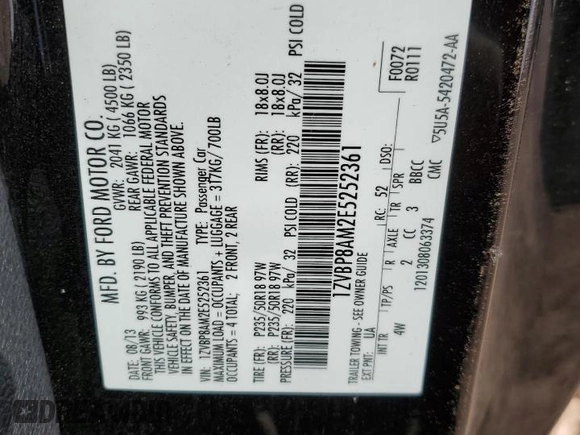 MFD. BY FORD MOTOR CO.
DATE: 08/13 GVWR: 2041 KG ( 4500 LB)
FRONT GAWR: 993 KG ( 2190 LB) REAR GAWR: 1066 KG ( 2350 LB)
THIS VEHICLE CONFORMS TO ALL APPLICABLE FEDERAL MOTOR
VEHICLE SAFETY, BUMPER, AND THEFT PREVENTION STANDARDS
IN EFFECT ON THE DATE OF MANUFACTURE SHOWN ABOVE.
VIN: 1ZVBP8AM2E5252361 TYPE: Passenger Car
MAXIMUM LOAD = OCCUPANTS + LUGGAGE = 317KG/ 700LB
OCCUPANTS = 4 TOTAL; 2 FRONT, 2 REAR
TIRE (FR): P235/50R18 97W RIMS (FR): 18x8.0J
TIRE (RR): P235/50R18 97W (RR): 18x8.0J
PRESSURE (FR): 220 kPa/ 32 PSI COLD (RR): 220 kPa/ 32 PSI COLD
1ZVBP8AM2E5252361
TRAILER TOWING - SEE OWNER GUIDE
EXT PNT: UA RC: 52 DSO:
F0072
R0111
INT TR TP/PS R AXLE TR SPR
4W 2 CC 3 BBCC
1201308063374 CMC ▽5U5A-5420472-AA